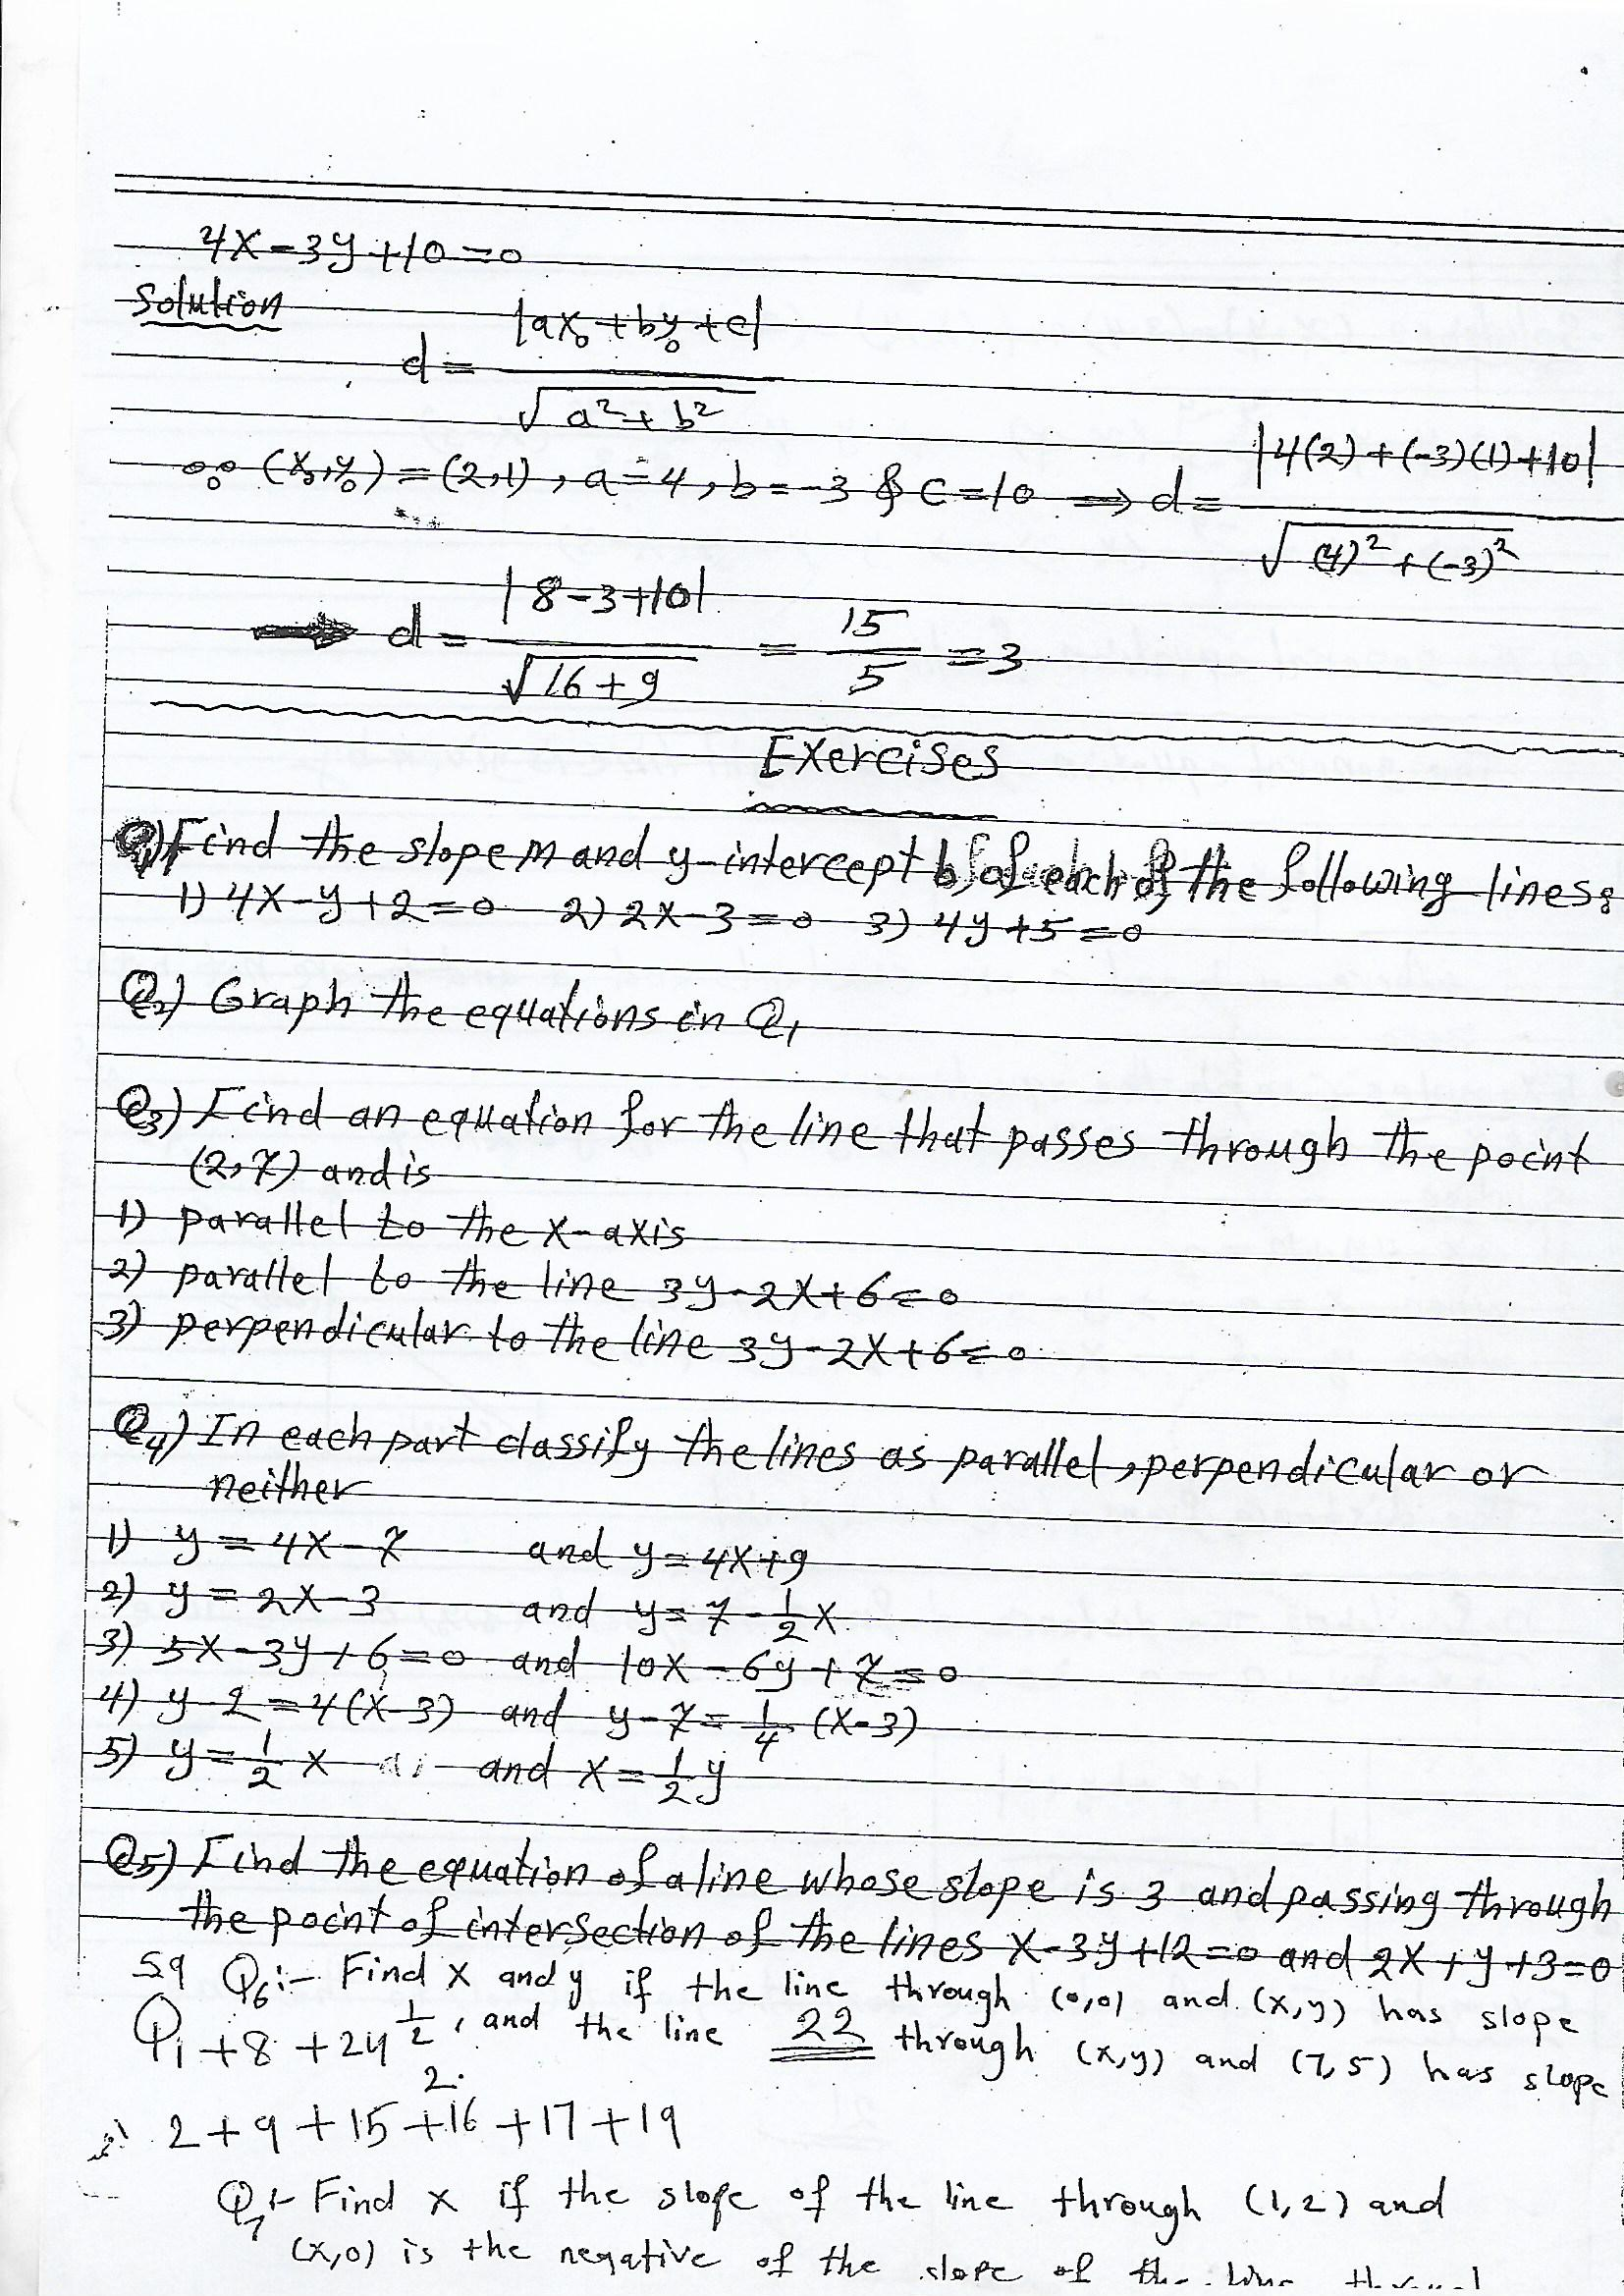 4x-3y+10=0
Solution
d= |ax₀+by₀+c| / √a²+b²
∵ (x₀,y₀)=(2,1), a=4, b=-3 & c=10 ⟹ d= |4(2)+(-3)(1)+10| / √(4)²+(-3)²
⟹ d= |8-3+10| / √16+9 = 15/5 =3
Exercises
Q1) Find the slope m and y-intercept b, of each of the following lines:
1) 4x-y+2=0 2) 2x-3=0 3) 4y+5=0
Q2) Graph the equations in Q1
Q3) Find an equation for the line that passes through the point
(2,7) and is
1) parallel to the x-axis
2) parallel to the line 3y-2x+6=0
3) perpendicular to the line 3y-2x+6=0
Q4) In each part classify the lines as parallel, perpendicular or
neither
1) y=4x-7 and y=4x+9
2) y=2x-3 and y=7-1/2 x
3) 5x-3y+6=0 and 10x-6y+7=0
4) y-2=4(x-3) and y-7=1/4 (x-3)
5) y=1/2 x and x=1/2 y
Q5) Find the equation of a line whose slope is 3 and passing through
the point of intersection of the lines x-3y+12=0 and 2x+y+3=0
59 Q6:- Find x and y if the line through (0,0) and (x,y) has slope
Q1+8+24 1/2, and the line 22 through (x,y) and (7,5) has slope
2.
2+9+15+16+17+19
Q7:- Find x if the slope of the line through (1,2) and
(x,0) is the negative of the slope of the line